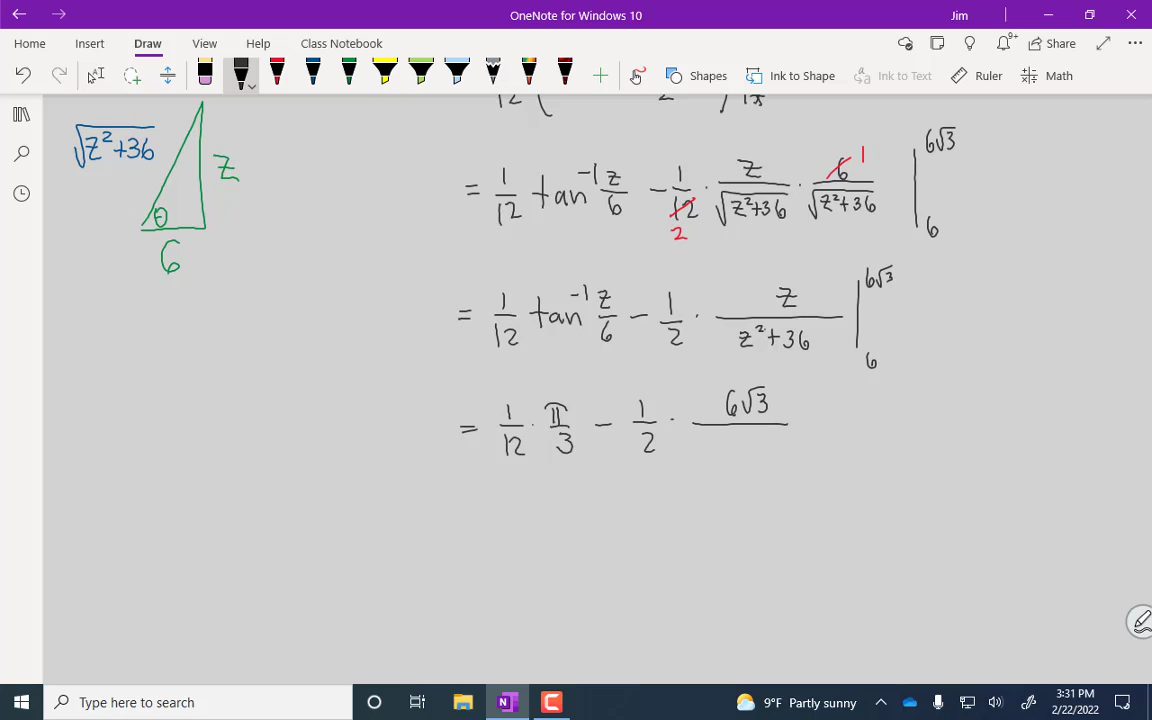 OneNote for Windows 10
Jim
Home Insert Draw View Help Class Notebook
9+
Share
Shapes
Ink to Shape
Ink to Text
Ruler
Math
√(z²+36)
z
θ
6
= 1/12 tan⁻¹ z/6 − 1/12 · z/√(z²+36) · 6/√(z²+36) | 6√3 6
1
2
= 1/12 tan⁻¹ z/6 − 1/2 · z/(z²+36) | 6√3 6
= 1/12 · π/3 − 1/2 · 6√3
Type here to search
9°F Partly sunny
3:31 PM
2/22/2022